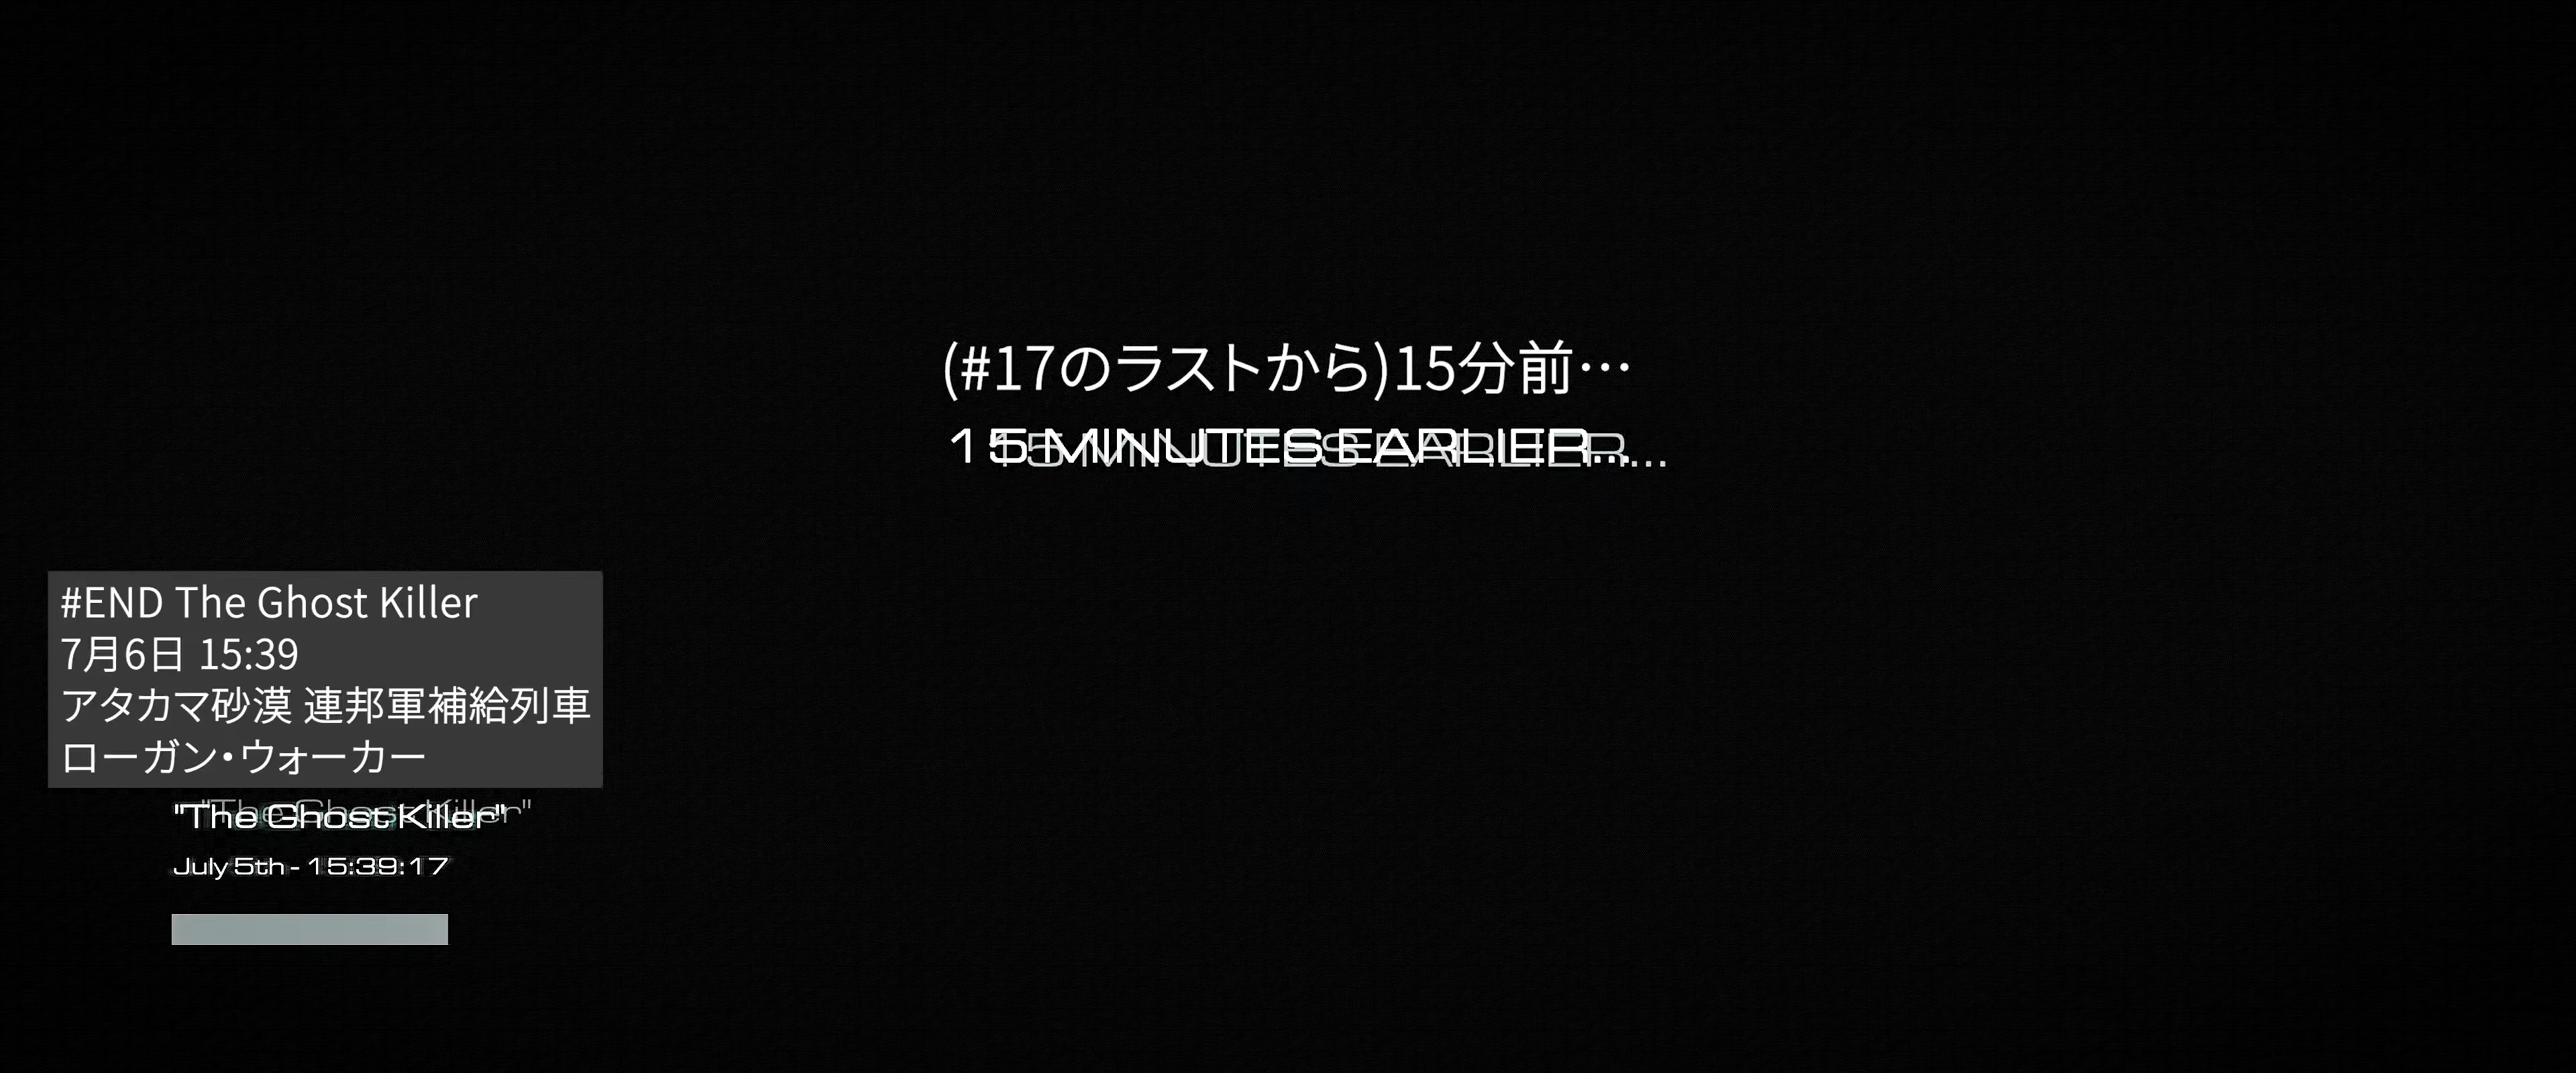 (#17のラストから)15分前…
15 MINUTES EARLIER...
#END The Ghost Killer
7月6日 15:39
アタカマ砂漠 連邦軍補給列車
ローガン・ウォーカー
"The Ghost Killer"
July 5th - 15:39:17